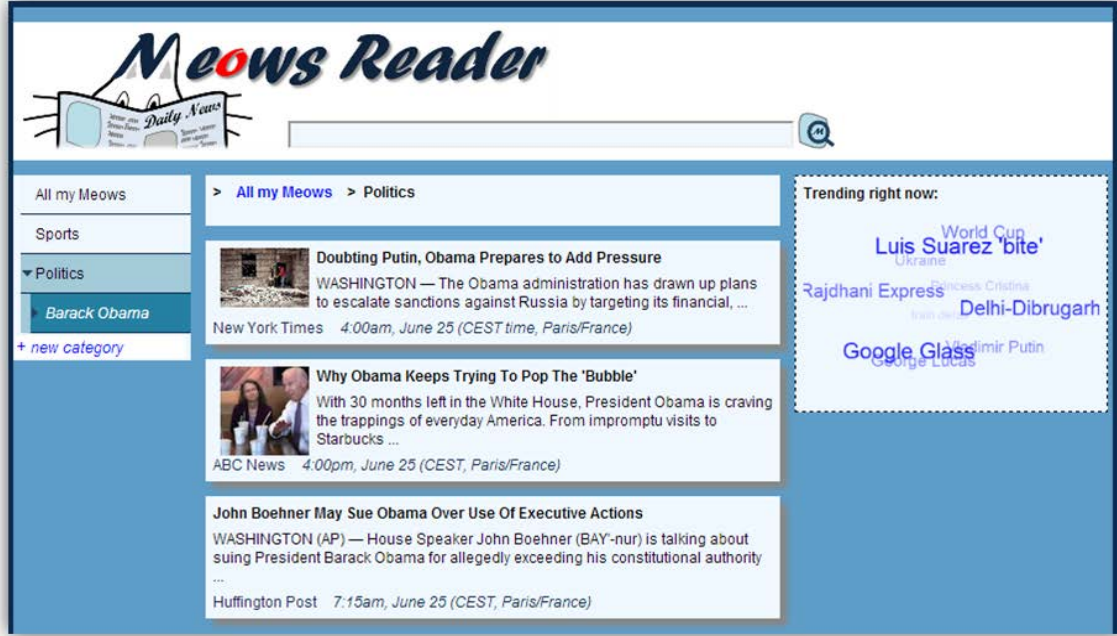 Meows Reader
Daily News
All my Meows
Sports
Politics
Barack Obama
+ new category
> All my Meows > Politics
Doubting Putin, Obama Prepares to Add Pressure
WASHINGTON — The Obama administration has drawn up plans
to escalate sanctions against Russia by targeting its financial, ...
New York Times 4:00am, June 25 (CEST time, Paris/France)
Why Obama Keeps Trying To Pop The 'Bubble'
With 30 months left in the White House, President Obama is craving
the trappings of everyday America. From impromptu visits to
Starbucks ...
ABC News 4:00pm, June 25 (CEST, Paris/France)
John Boehner May Sue Obama Over Use Of Executive Actions
WASHINGTON (AP) — House Speaker John Boehner (BAY'-nur) is talking about
suing President Barack Obama for allegedly exceeding his constitutional authority
...
Huffington Post 7:15am, June 25 (CEST, Paris/France)
Trending right now:
World Cup
Luis Suarez 'bite'
Ukraine
Princess Cristina
Rajdhani Express
Delhi-Dibrugarh
train
Google Glass
Vladimir Putin
George Lucas